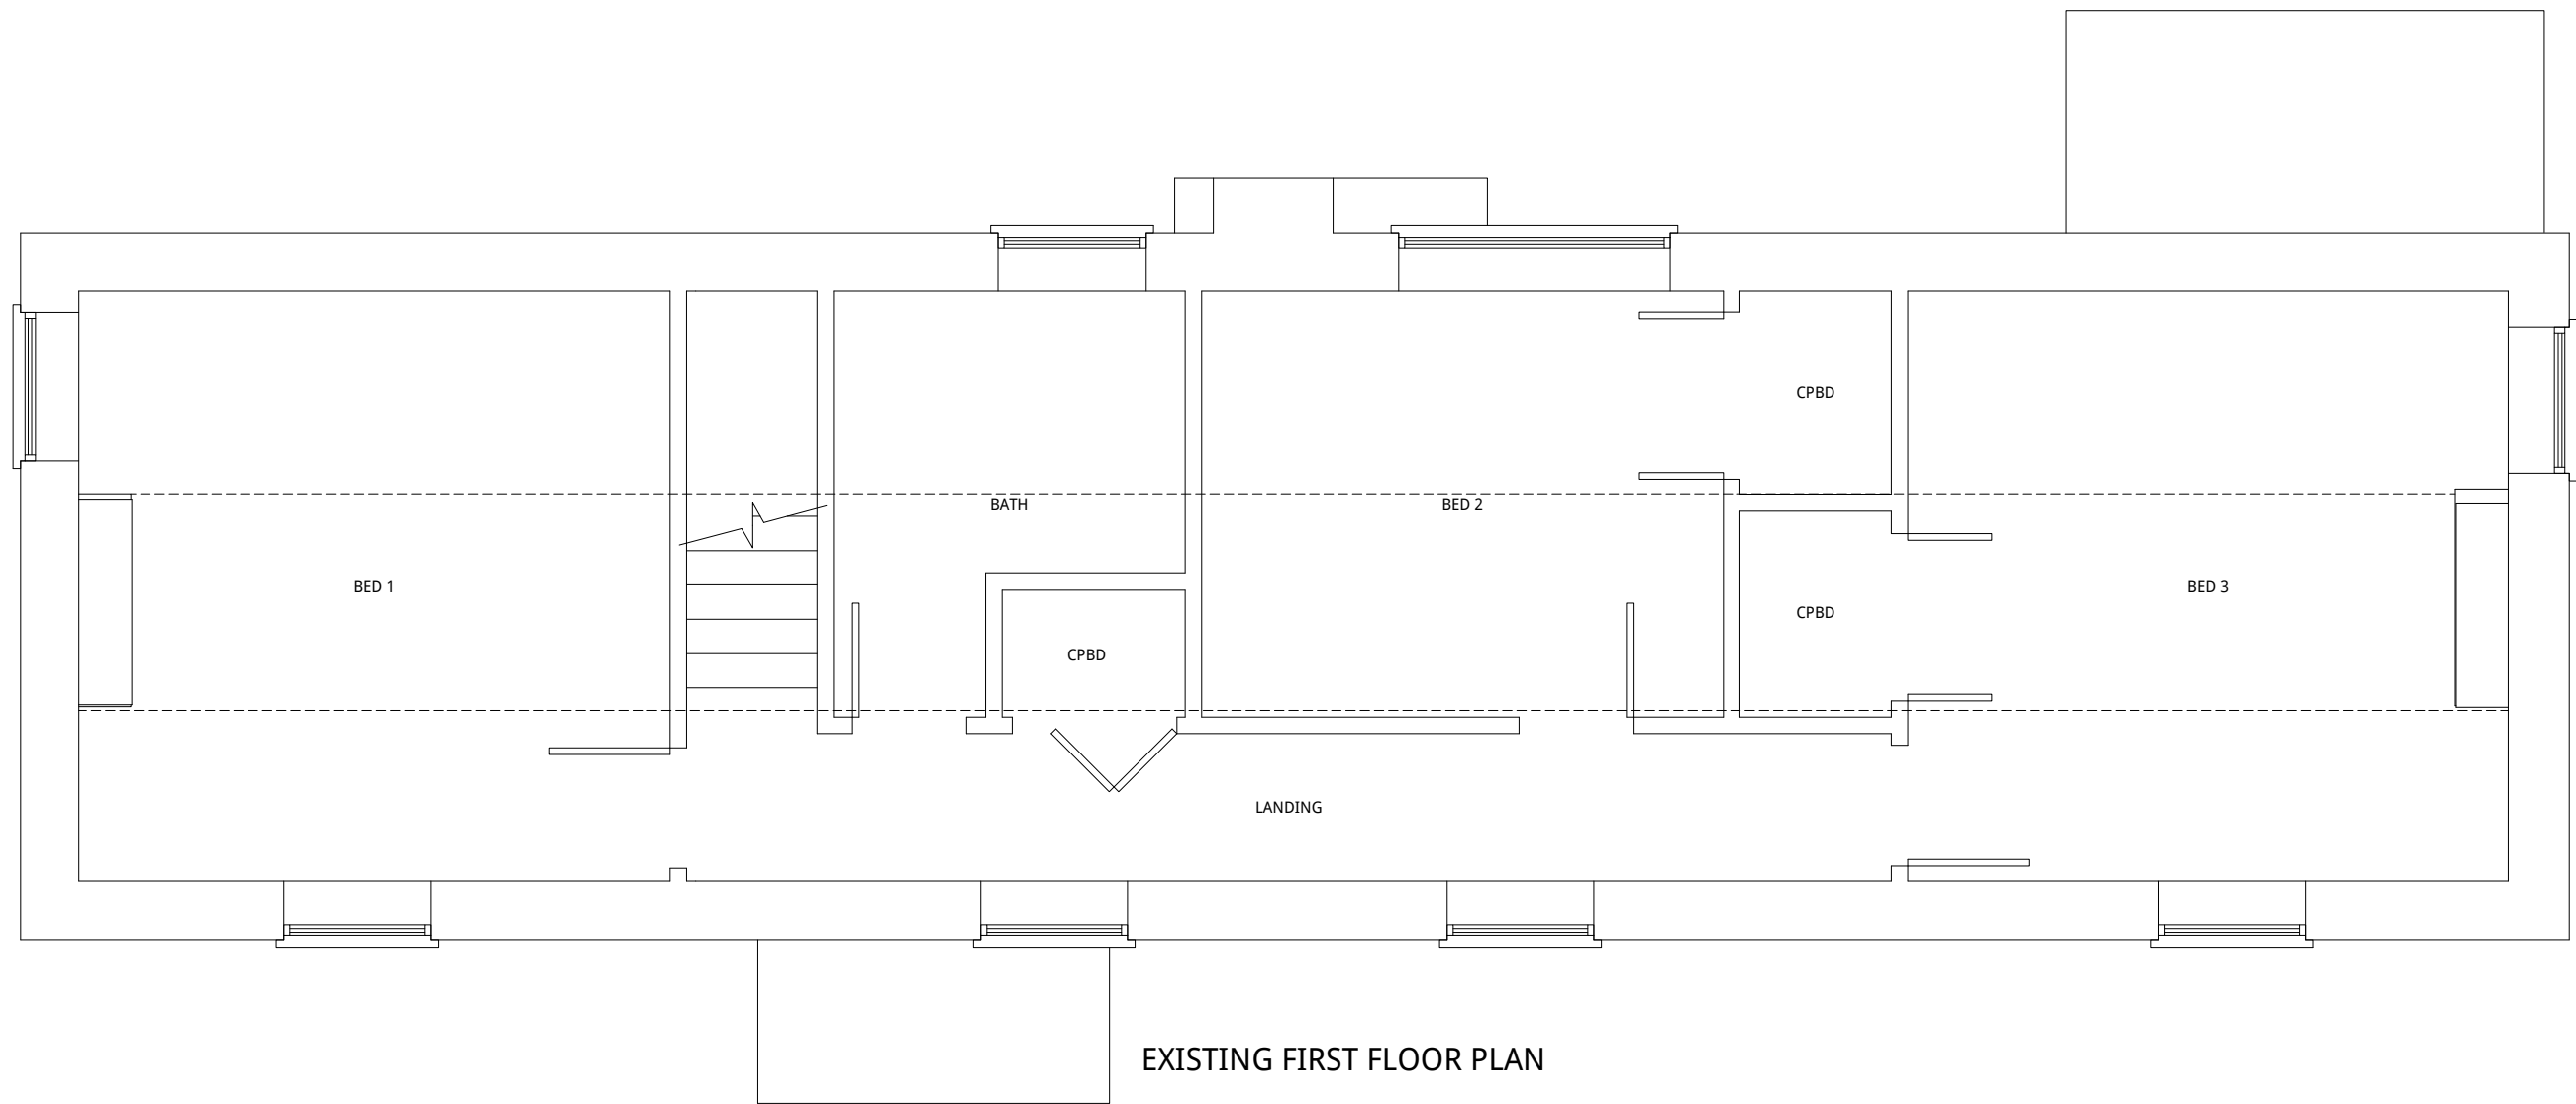 CPBD
BATH
BED 2
BED 1
BED 3
CPBD
CPBD
LANDING
EXISTING FIRST FLOOR PLAN